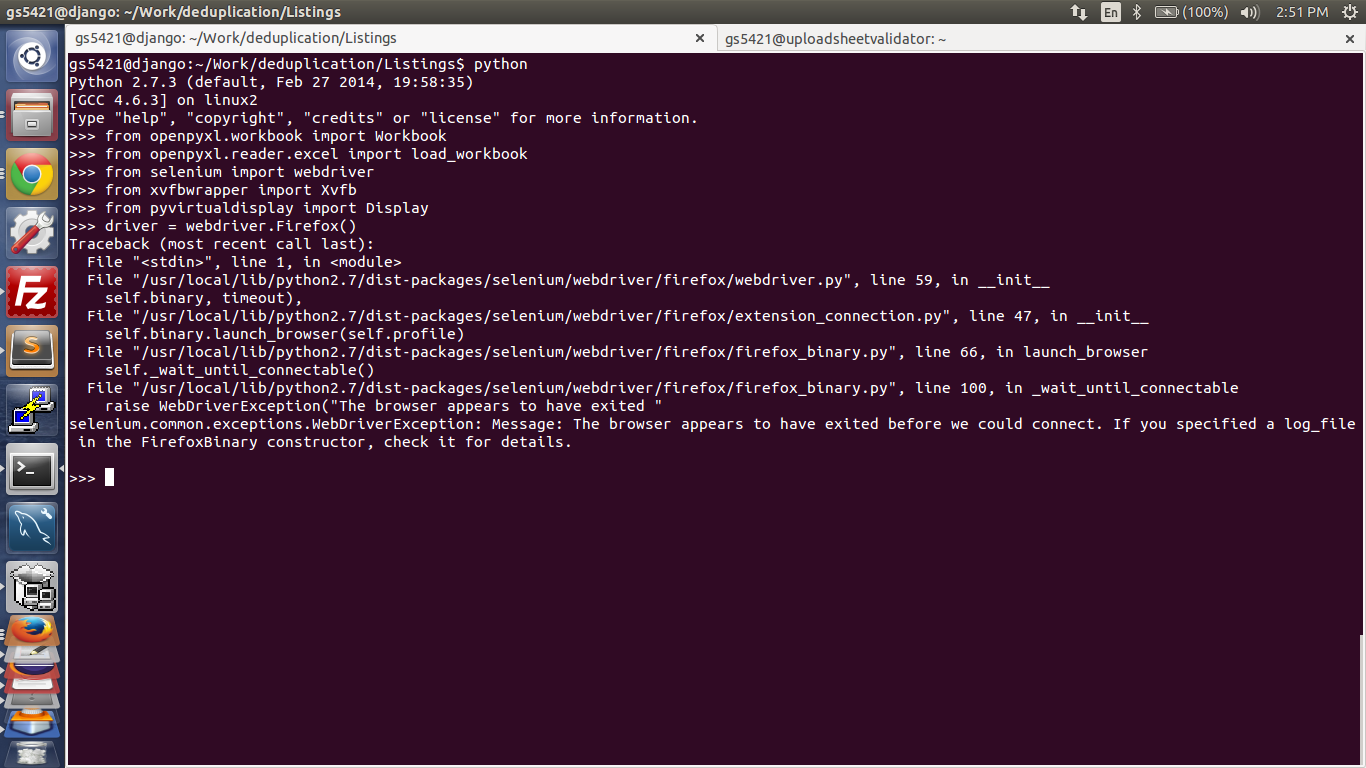 gs5421@django: ~/Work/deduplication/Listings
En
(100%)
2:51 PM
gs5421@django: ~/Work/deduplication/Listings
×
gs5421@uploadsheetvalidator: ~
×
gs5421@django:~/Work/deduplication/Listings$ python
Python 2.7.3 (default, Feb 27 2014, 19:58:35)
[GCC 4.6.3] on linux2
Type "help", "copyright", "credits" or "license" for more information.
>>> from openpyxl.workbook import Workbook
>>> from openpyxl.reader.excel import load_workbook
>>> from selenium import webdriver
>>> from xvfbwrapper import Xvfb
>>> from pyvirtualdisplay import Display
>>> driver = webdriver.Firefox()
Traceback (most recent call last):
  File "<stdin>", line 1, in <module>
  File "/usr/local/lib/python2.7/dist-packages/selenium/webdriver/firefox/webdriver.py", line 59, in __init__
    self.binary, timeout),
  File "/usr/local/lib/python2.7/dist-packages/selenium/webdriver/firefox/extension_connection.py", line 47, in __init__
    self.binary.launch_browser(self.profile)
  File "/usr/local/lib/python2.7/dist-packages/selenium/webdriver/firefox/firefox_binary.py", line 66, in launch_browser
    self._wait_until_connectable()
  File "/usr/local/lib/python2.7/dist-packages/selenium/webdriver/firefox/firefox_binary.py", line 100, in _wait_until_connectable
    raise WebDriverException("The browser appears to have exited "
selenium.common.exceptions.WebDriverException: Message: The browser appears to have exited before we could connect. If you specified a log_file
 in the FirefoxBinary constructor, check it for details.
>>>
Fz
S
>_